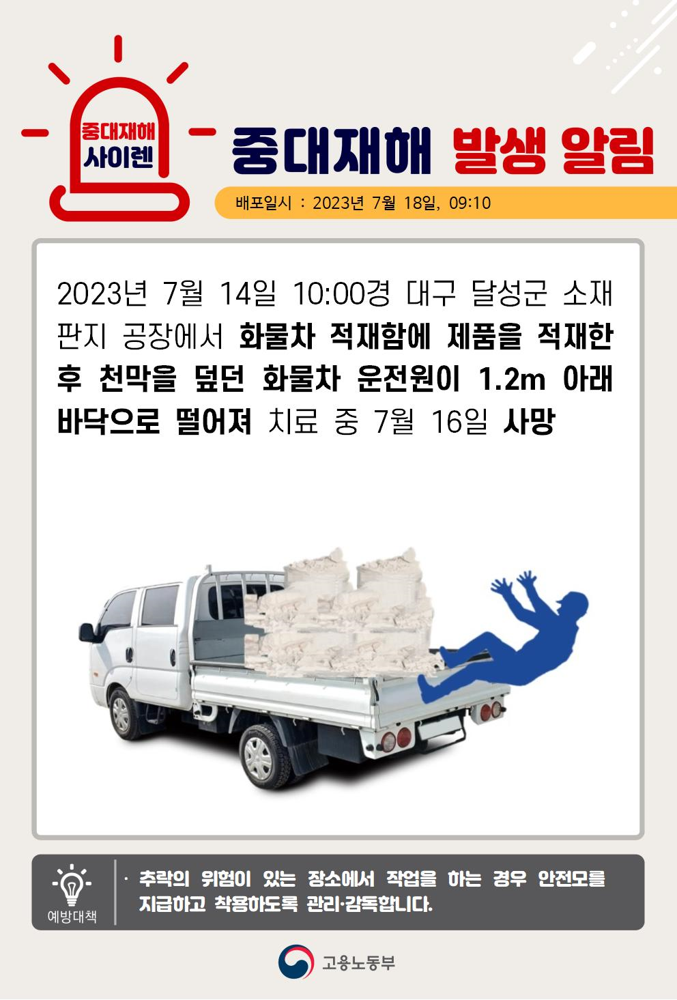 중대재해
사이렌
중대재해 발생 알림
배포일시 : 2023년 7월 18일, 09:10
2023년 7월 14일 10:00경 대구 달성군 소재
판지 공장에서 화물차 적재함에 제품을 적재한
후 천막을 덮던 화물차 운전원이 1.2m 아래
바닥으로 떨어져 치료 중 7월 16일 사망
· 추락의 위험이 있는 장소에서 작업을 하는 경우 안전모를
지급하고 착용하도록 관리·감독합니다.
예방대책
고용노동부